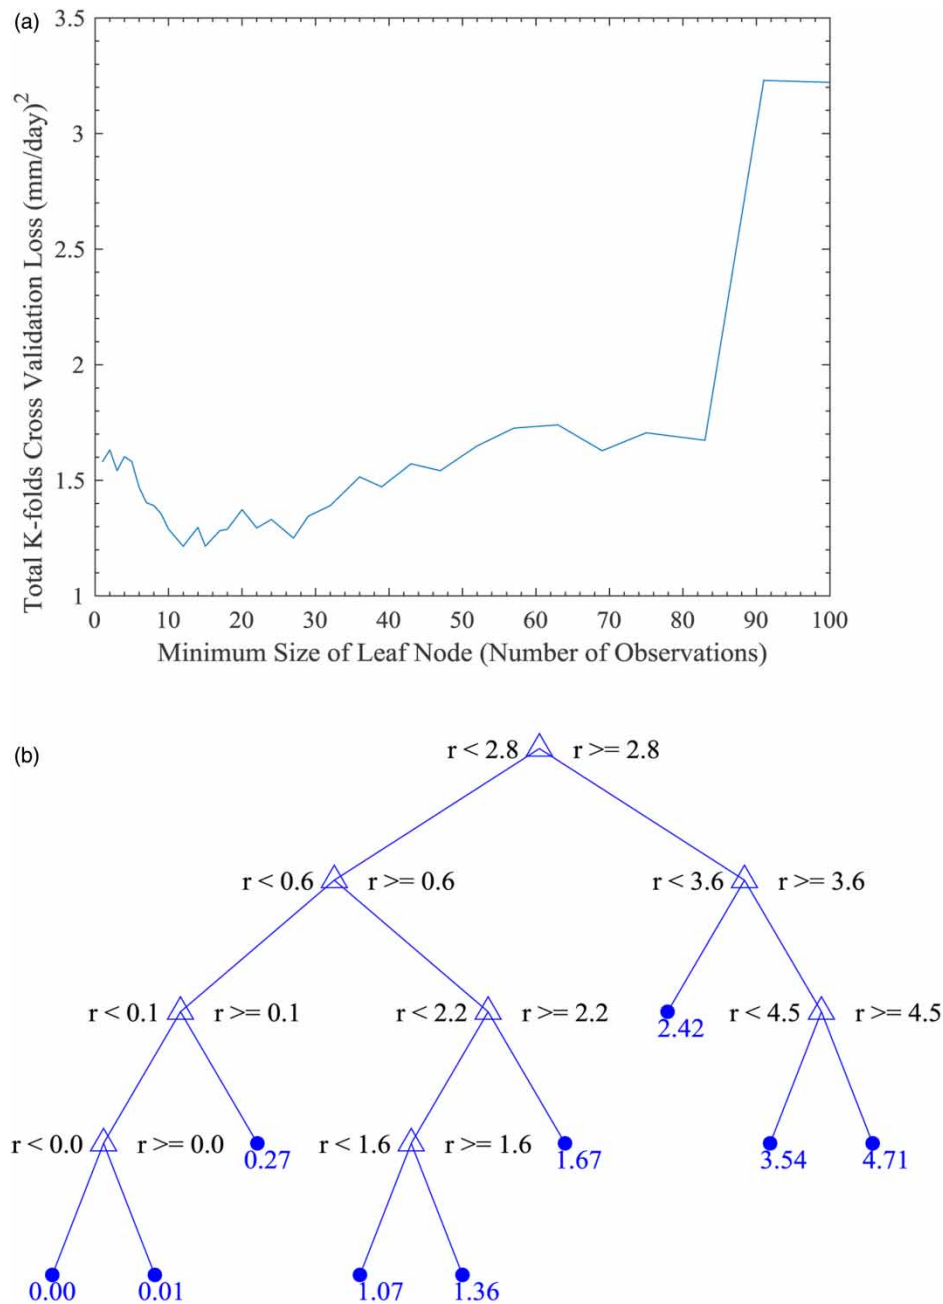 (a)
3.5
3
2.5
2
1.5
1
Total K-folds Cross Validation Loss (mm/day)2
0 10 20 30 40 50 60 70 80 90 100
Minimum Size of Leaf Node (Number of Observations)
(b)
r < 2.8 r >= 2.8
r < 0.6 r >= 0.6 r < 3.6 r >= 3.6
r < 0.1 r >= 0.1 r < 2.2 r >= 2.2 2.42 r < 4.5 r >= 4.5
r < 0.0 r >= 0.0 0.27 r < 1.6 r >= 1.6 1.67 3.54 4.71
0.00 0.01 1.07 1.36